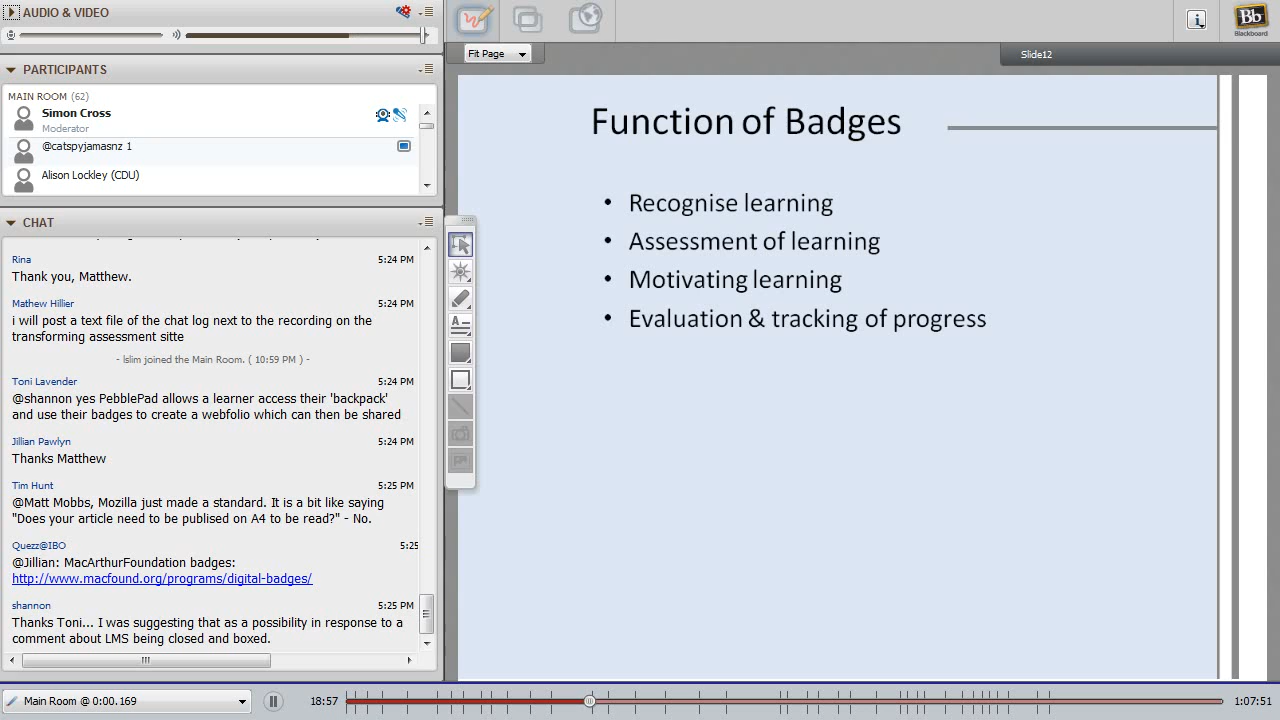 AUDIO & VIDEO
PARTICIPANTS
MAIN ROOM (62)
Simon Cross
Moderator
@catspyjamasnz 1
Alison Lockley (CDU)
CHAT
Rina 5:24 PM
Thank you, Matthew.
Mathew Hillier 5:24 PM
i will post a text file of the chat log next to the recording on the
transforming assessment sitte
- Islim joined the Main Room. ( 10:59 PM ) -
Toni Lavender 5:24 PM
@shannon yes PebblePad allows a learner access their 'backpack'
and use their badges to create a webfolio which can then be shared
Jillian Pawlyn 5:24 PM
Thanks Matthew
Tim Hunt 5:25 PM
@Matt Mobbs, Mozilla just made a standard. It is a bit like saying
"Does your article need to be publised on A4 to be read?" - No.
Quezz@IBO 5:25
@Jillian: MacArthurFoundation badges:
http://www.macfound.org/programs/digital-badges/
shannon 5:25 PM
Thanks Toni... I was suggesting that as a possibility in response to a
comment about LMS being closed and boxed.
Main Room @ 0:00.169
18:57
1:07:51
Fit Page
Slide12
Bb
Blackboard
Function of Badges
• Recognise learning
• Assessment of learning
• Motivating learning
• Evaluation & tracking of progress